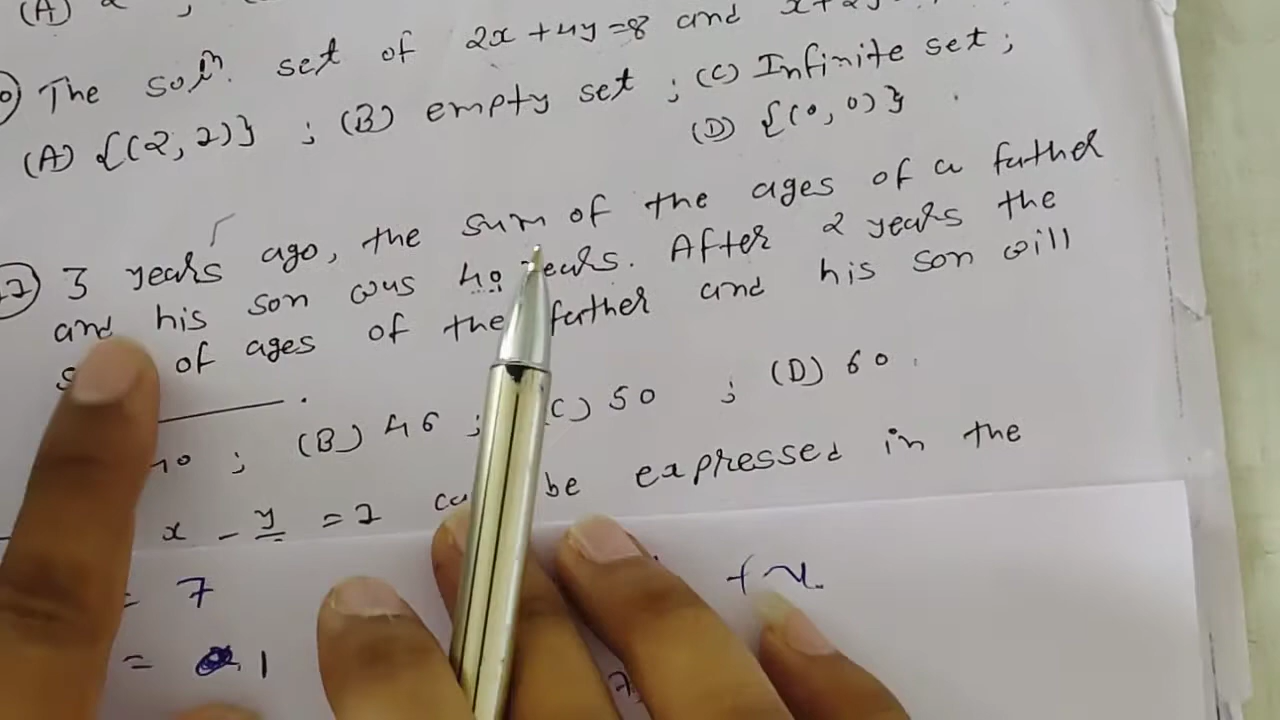 (A)
The solⁿ. set of 2x + 4y = 8 and
(A) {(2, 2)} ; (B) empty set ; (C) Infinite set ;
(D) {(0, 0)} .
3 years ago, the sum of the ages of a father
and his son was 40 years. After 2 years the
of ages of the father and his son will
.
; (B) 46 ; C) 50 ; (D) 60 .
x - y = 7 be expressed in the
= 7
= 1